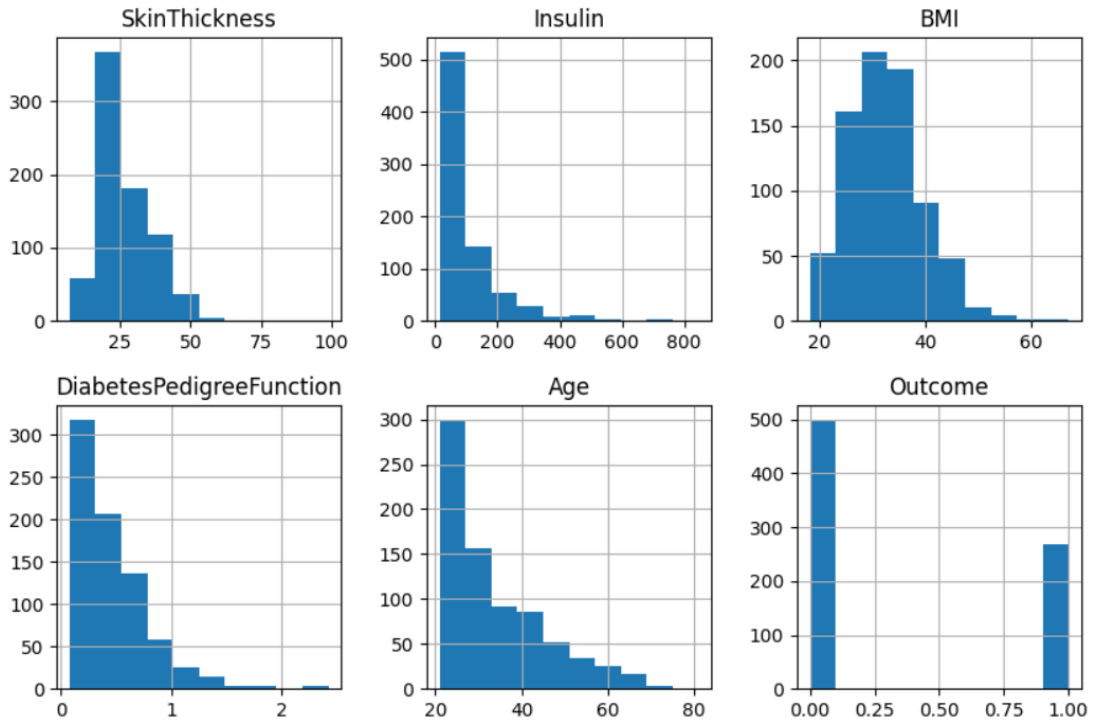 SkinThickness Insulin BMI
300 500 200
200 400 150
100 300 100
0 200 50
100 0
0
25 50 75 100 0 200 400 600 800 20 40 60
DiabetesPedigreeFunction Age Outcome
300 300 500
250 250 400
200 200 300
150 150 200
100 100 100
50 50 0
0 0
0 1 2 20 40 60 80 0.00 0.25 0.50 0.75 1.00